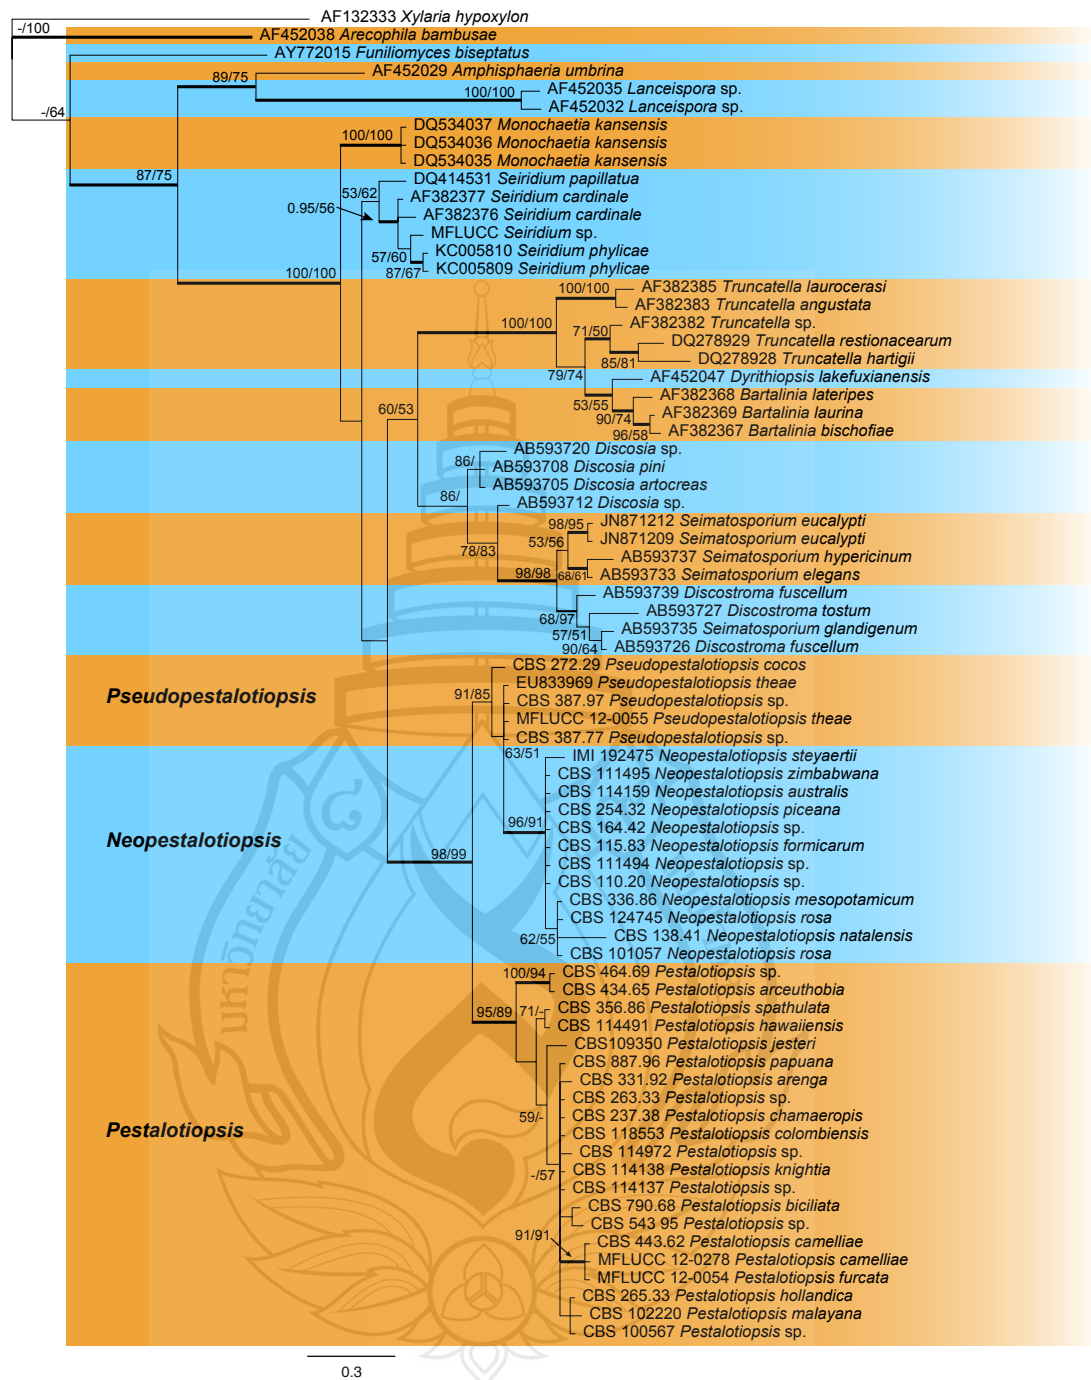 AF132333 Xylaria hypoxylon
-/100
AF452038 Arecophila bambusae
AY772015 Funiliomyces biseptatus
AF452029 Amphisphaeria umbrina
89/75
AF452035 Lanceispora sp.
100/100
AF452032 Lanceispora sp.
-/64
DQ534037 Monochaetia kansensis
100/100
DQ534036 Monochaetia kansensis
DQ534035 Monochaetia kansensis
87/75
DQ414531 Seiridium papillatua
53/62
AF382377 Seiridium cardinale
0.95/56
AF382376 Seiridium cardinale
MFLUCC Seiridium sp.
KC005810 Seiridium phylicae
57/60
KC005809 Seiridium phylicae
87/67
100/100
AF382385 Truncatella laurocerasi
100/100
AF382383 Truncatella angustata
100/100
AF382382 Truncatella sp.
71/50
DQ278929 Truncatella restionacearum
DQ278928 Truncatella hartigii
85/81
79/74
AF452047 Dyrithiopsis lakefuxianensis
AF382368 Bartalinia lateripes
53/55
AF382369 Bartalinia laurina
90/74
AF382367 Bartalinia bischofiae
96/58
60/53
AB593720 Discosia sp.
86/
AB593708 Discosia pini
AB593705 Discosia artocreas
86/
AB593712 Discosia sp.
JN871212 Seimatosporium eucalypti
98/95
JN871209 Seimatosporium eucalypti
53/56
78/83
AB593737 Seimatosporium hypericinum
98/98
68/61
AB593733 Seimatosporium elegans
AB593739 Discostroma fuscellum
AB593727 Discostroma tostum
68/97
AB593735 Seimatosporium glandigenum
57/51
AB593726 Discostroma fuscellum
90/64
CBS 272.29 Pseudopestalotiopsis cocos
EU833969 Pseudopestalotiopsis theae
91/85
Pseudopestalotiopsis
CBS 387.97 Pseudopestalotiopsis sp.
MFLUCC 12-0055 Pseudopestalotiopsis theae
CBS 387.77 Pseudopestalotiopsis sp.
63/51
IMI 192475 Neopestalotiopsis steyaertii
CBS 111495 Neopestalotiopsis zimbabwana
CBS 114159 Neopestalotiopsis australis
CBS 254.32 Neopestalotiopsis piceana
96/91
CBS 164.42 Neopestalotiopsis sp.
Neopestalotiopsis
CBS 115.83 Neopestalotiopsis formicarum
98/99
CBS 111494 Neopestalotiopsis sp.
CBS 110.20 Neopestalotiopsis sp.
CBS 336.86 Neopestalotiopsis mesopotamicum
CBS 124745 Neopestalotiopsis rosa
62/55
CBS 138.41 Neopestalotiopsis natalensis
CBS 101057 Neopestalotiopsis rosa
100/94
CBS 464.69 Pestalotiopsis sp.
CBS 434.65 Pestalotiopsis arceuthobia
95/89
71/-
CBS 356.86 Pestalotiopsis spathulata
CBS 114491 Pestalotiopsis hawaiiensis
CBS109350 Pestalotiopsis jesteri
CBS 887.96 Pestalotiopsis papuana
CBS 331.92 Pestalotiopsis arenga
CBS 263.33 Pestalotiopsis sp.
59/-
CBS 237.38 Pestalotiopsis chamaeropis
Pestalotiopsis
CBS 118553 Pestalotiopsis colombiensis
CBS 114972 Pestalotiopsis sp.
-/57
CBS 114138 Pestalotiopsis knightia
CBS 114137 Pestalotiopsis sp.
CBS 790.68 Pestalotiopsis biciliata
CBS 543 95 Pestalotiopsis sp.
91/91
CBS 443.62 Pestalotiopsis camelliae
MFLUCC 12-0278 Pestalotiopsis camelliae
MFLUCC 12-0054 Pestalotiopsis furcata
CBS 265.33 Pestalotiopsis hollandica
CBS 102220 Pestalotiopsis malayana
CBS 100567 Pestalotiopsis sp.
0.3